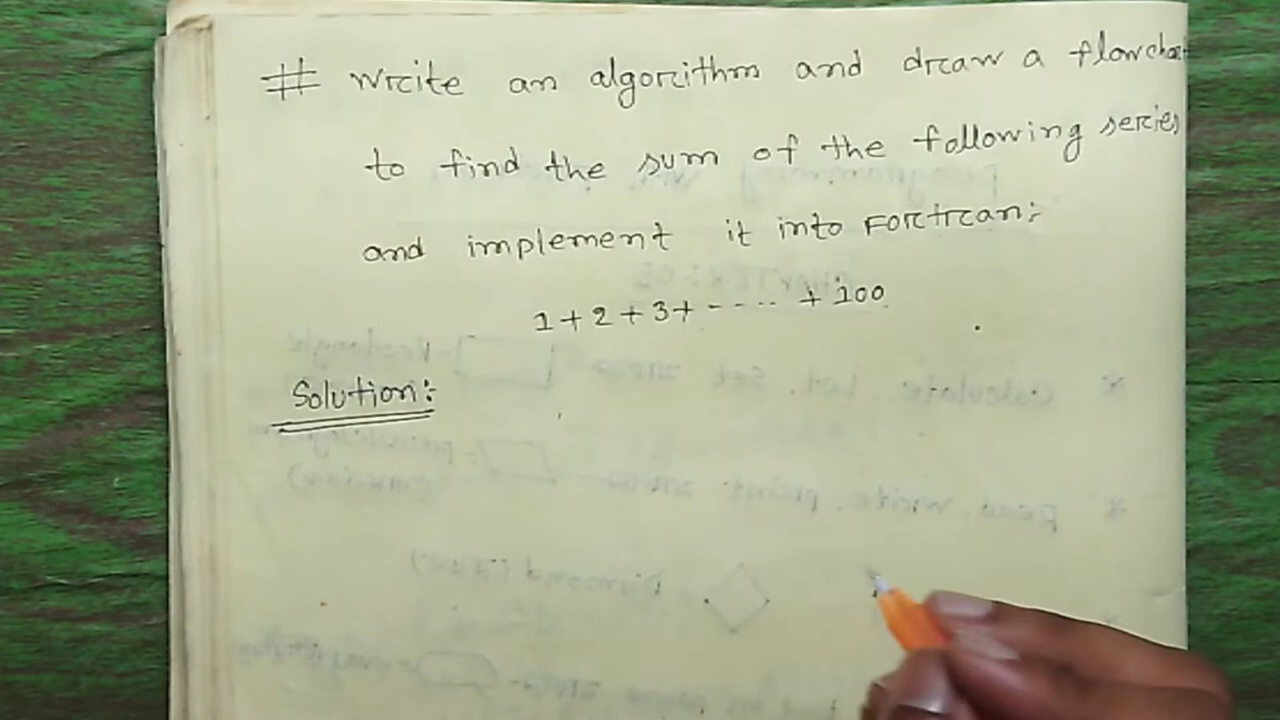 # write an algorithm and draw a flowchar
to find the sum of the following series
and implement it into FORTRAN:
1 + 2 + 3 + - - - - - + 100
Solution: